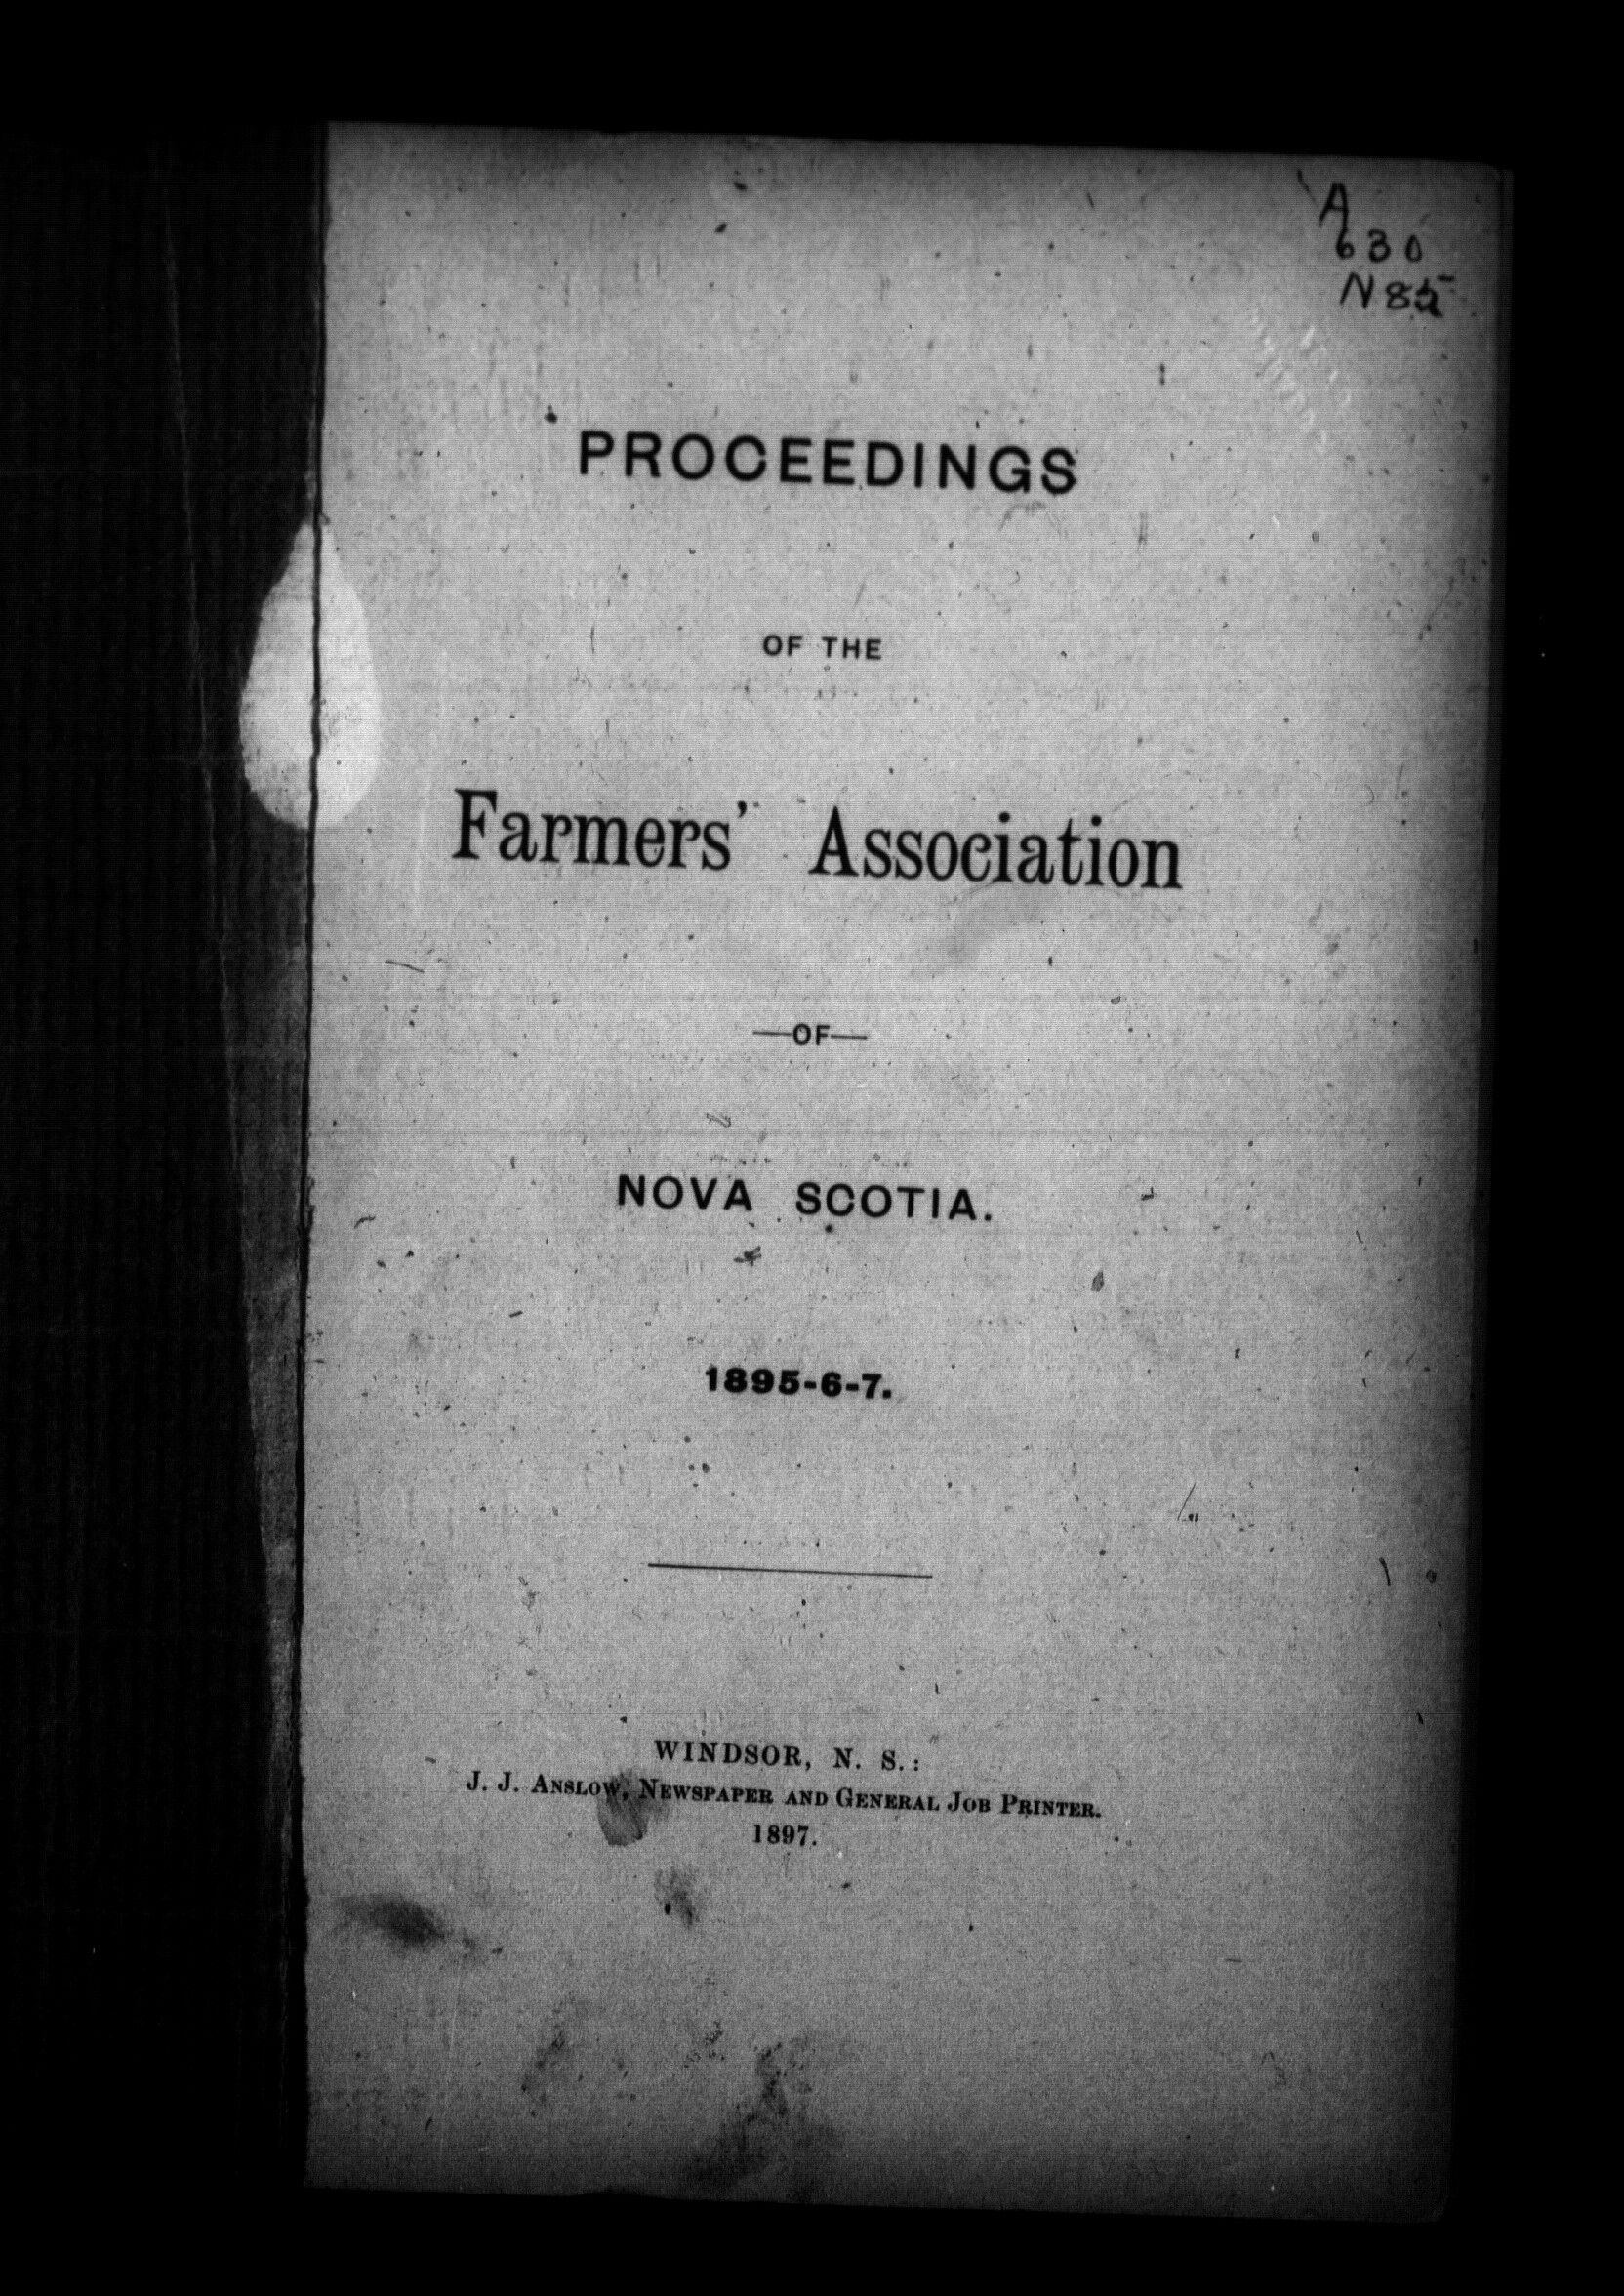 A
630
N85
PROCEEDINGS
OF THE
Farmers' Association
—OF—
NOVA SCOTIA.
1895-6-7.
WINDSOR, N. S.:
J. J. ANSLOW, NEWSPAPER AND GENERAL JOB PRINTER.
1897.